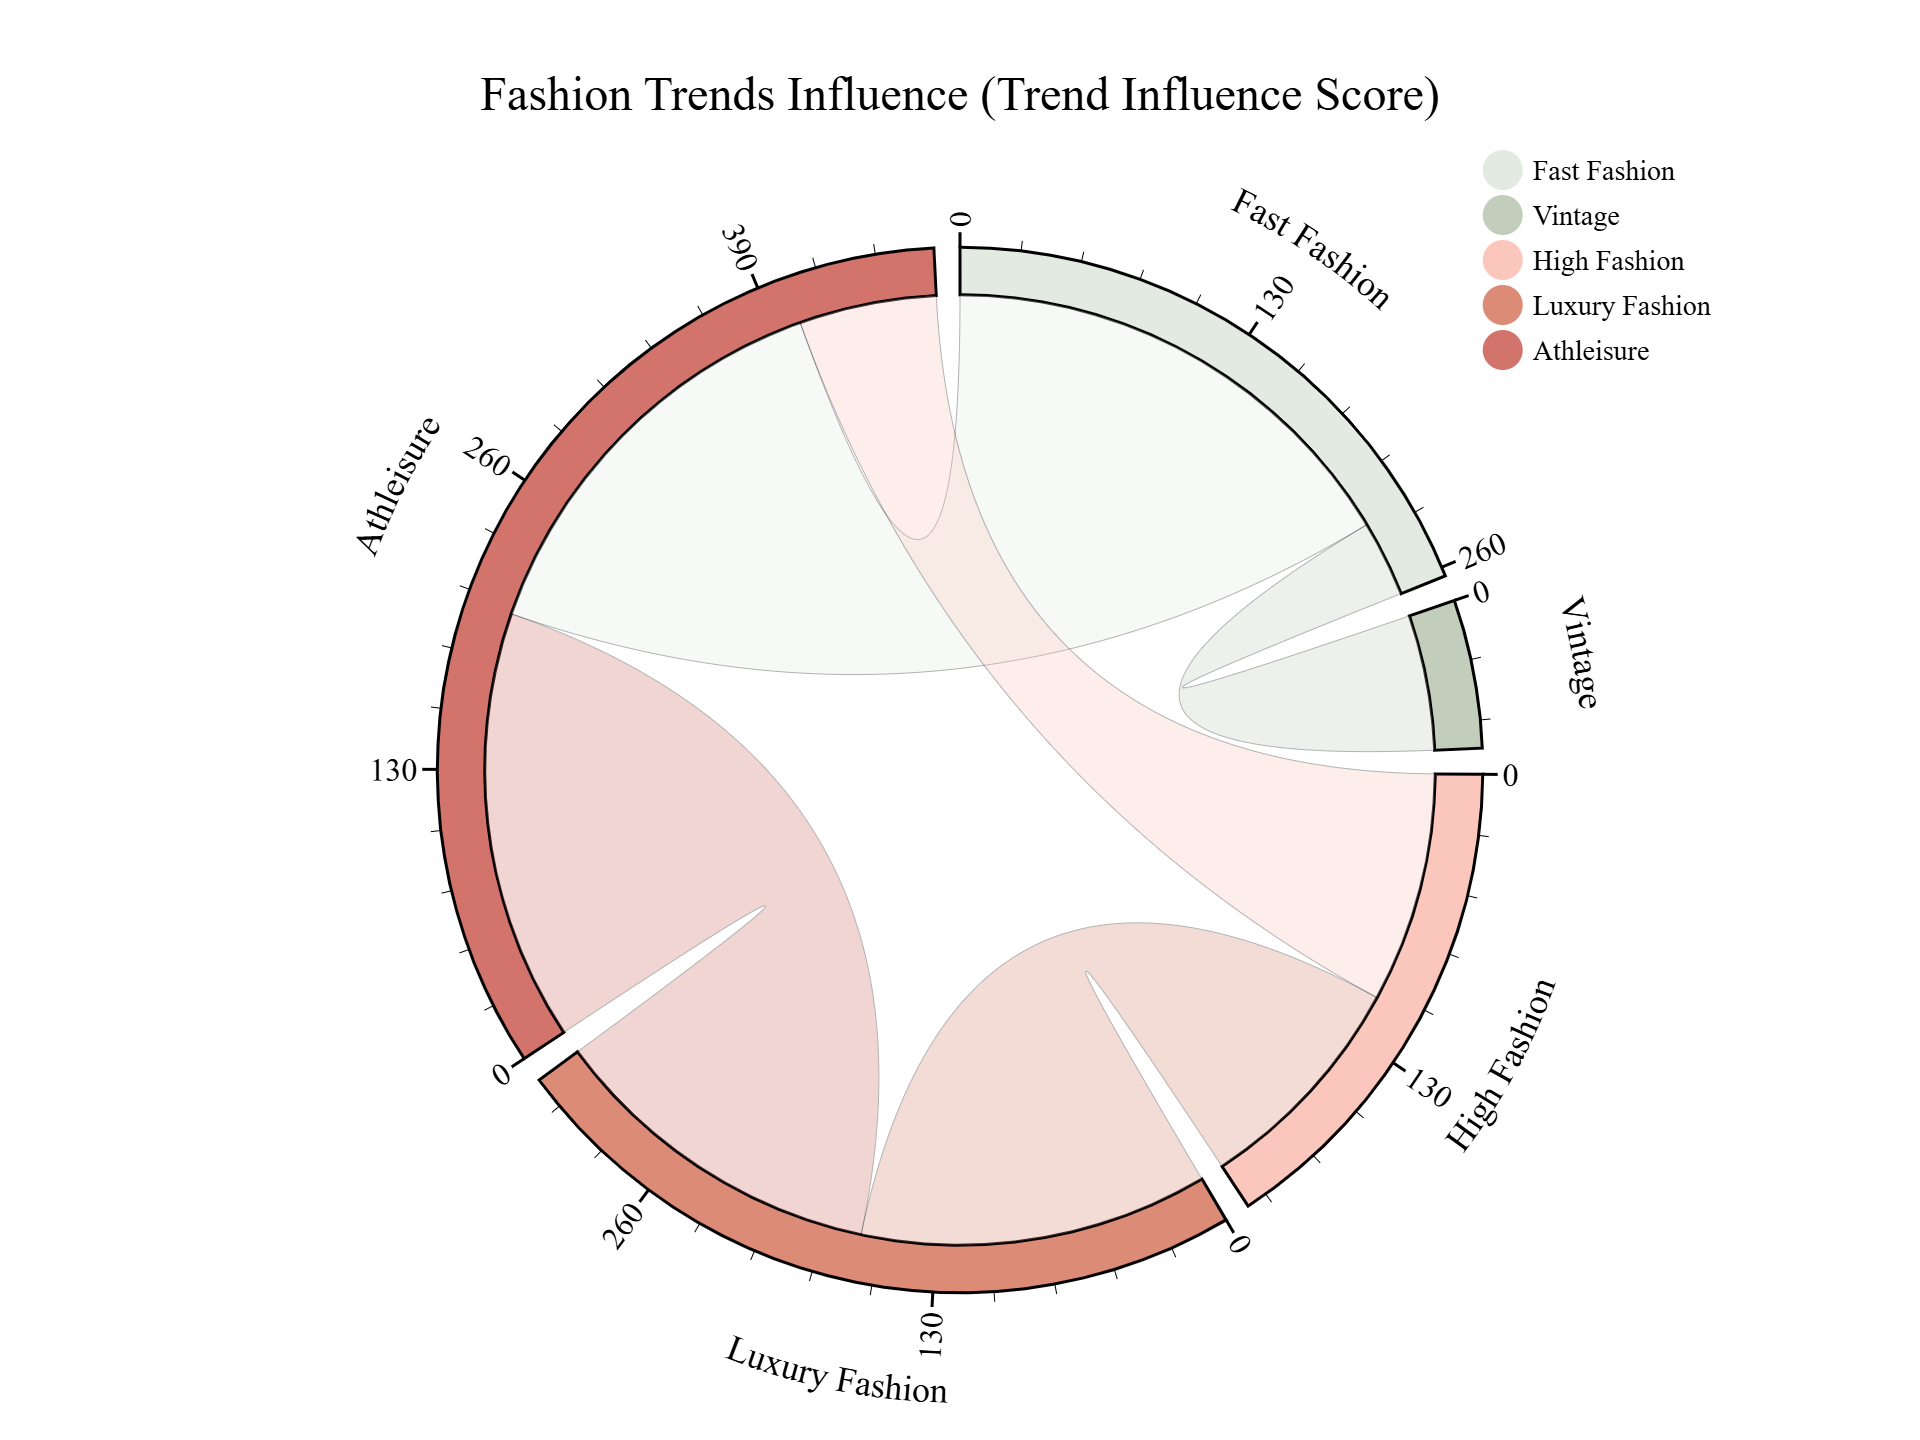 Fashion Trends Influence (Trend Influence Score)
Fast Fashion
Vintage
High Fashion
Luxury Fashion
Athleisure
Fast Fashion
0
130
260
Vintage
0
High Fashion
0
130
Luxury Fashion
0
130
260
Athleisure
0
130
260
390